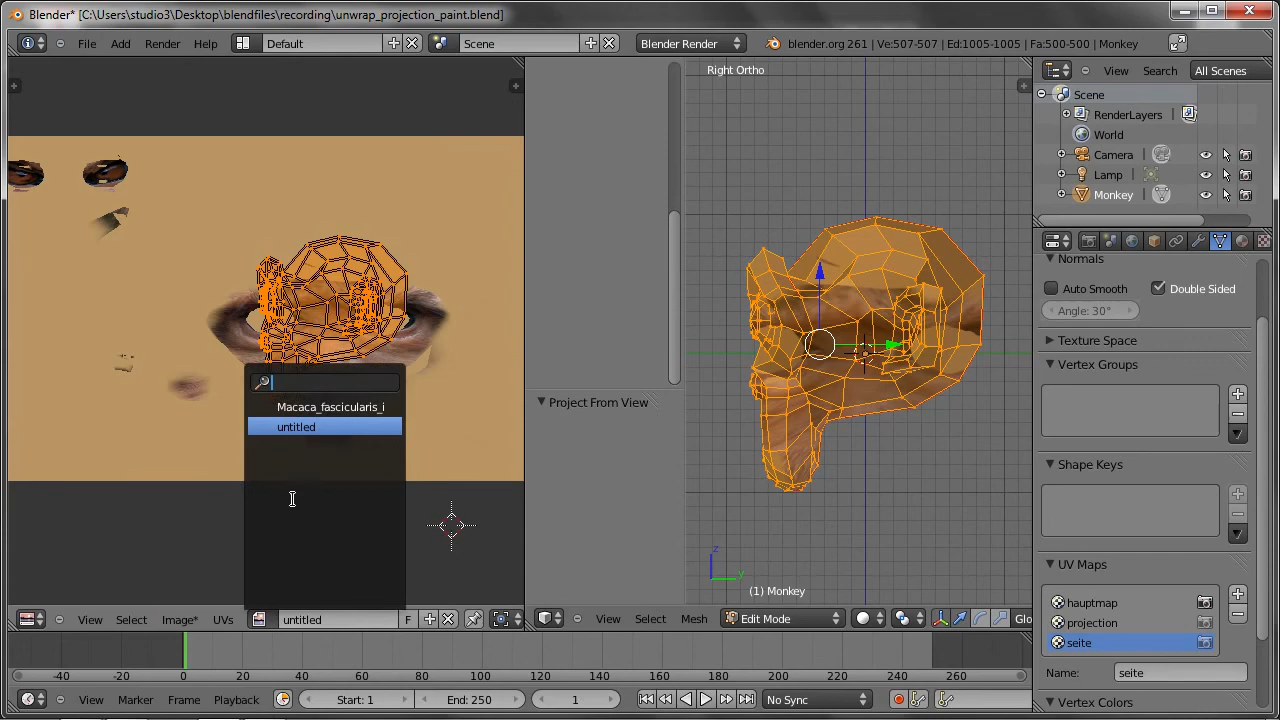 Blender* [C:\Users\studio3\Desktop\blendfiles\recording\unwrap_projection_paint.blend]
File Add Render Help Default Scene Blender Render blender.org 261 | Ve:507-507 | Ed:1005-1005 | Fa:500-500 | Monkey
Right Ortho
View Search All Scenes
Scene
RenderLayers
World
Camera
Lamp
Monkey
Normals
Auto Smooth Double Sided
Angle: 30°
Texture Space
Vertex Groups
Shape Keys
UV Maps
hauptmap
projection
seite
Name: seite
Vertex Colors
Macaca_fascicularis_i
untitled
Project From View
z
y
(1) Monkey
View Select Image* UVs untitled F
View Select Mesh Edit Mode Glo
-40 -20 0 20 40 60 80 100 120 140 160 180 200 220 240 260 280
View Marker Frame Playback Start: 1 End: 250 1 No Sync